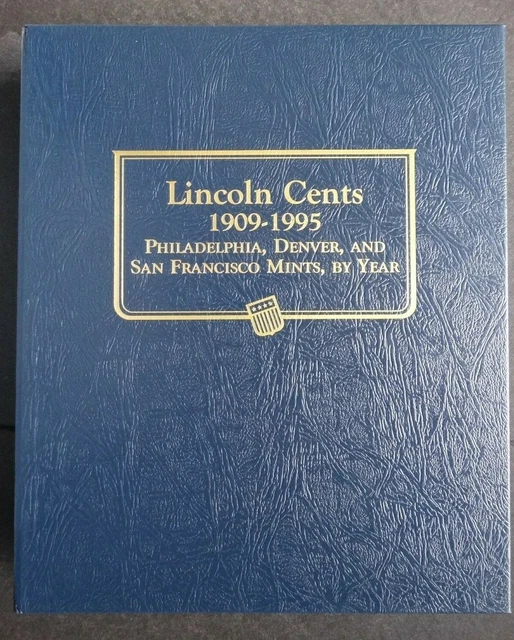 Lincoln Cents
1909-1995
Philadelphia, Denver, and
San Francisco Mints, by Year